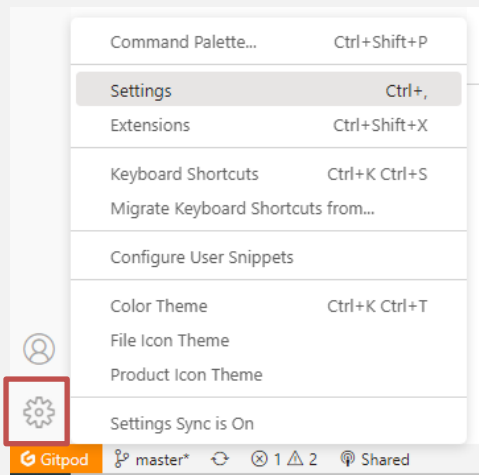 Command Palette... Ctrl+Shift+P
Settings Ctrl+,
Extensions Ctrl+Shift+X
Keyboard Shortcuts Ctrl+K Ctrl+S
Migrate Keyboard Shortcuts from...
Configure User Snippets
Color Theme Ctrl+K Ctrl+T
File Icon Theme
Product Icon Theme
Settings Sync is On
Gitpod master* 1 2 Shared